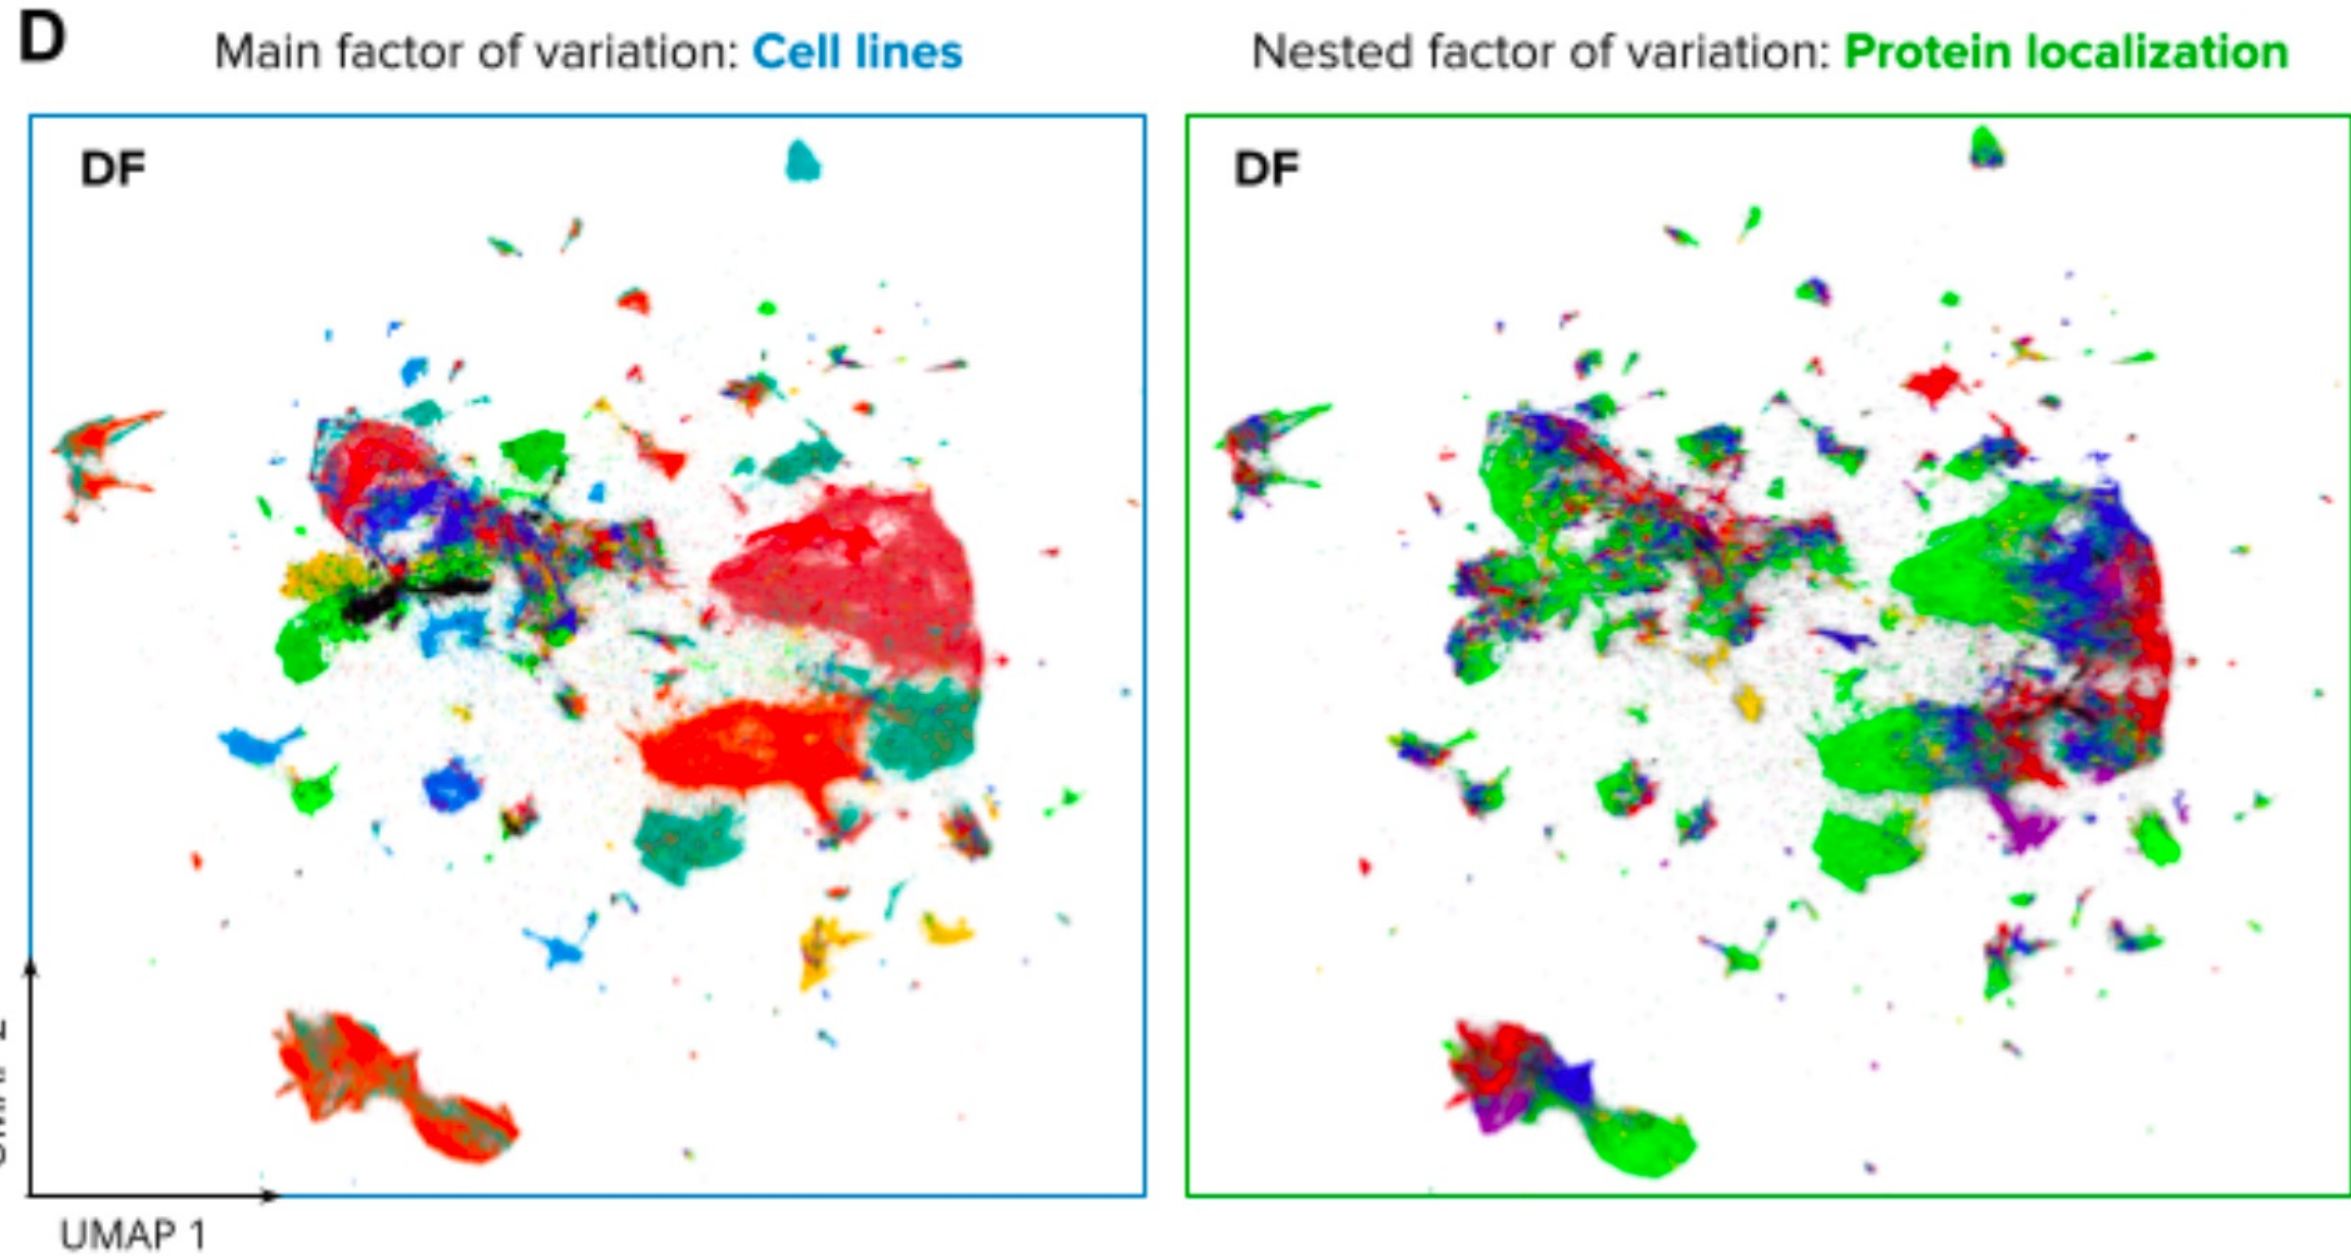 D
Main factor of variation: Cell lines
Nested factor of variation: Protein localization
DF
DF
UMAP 1